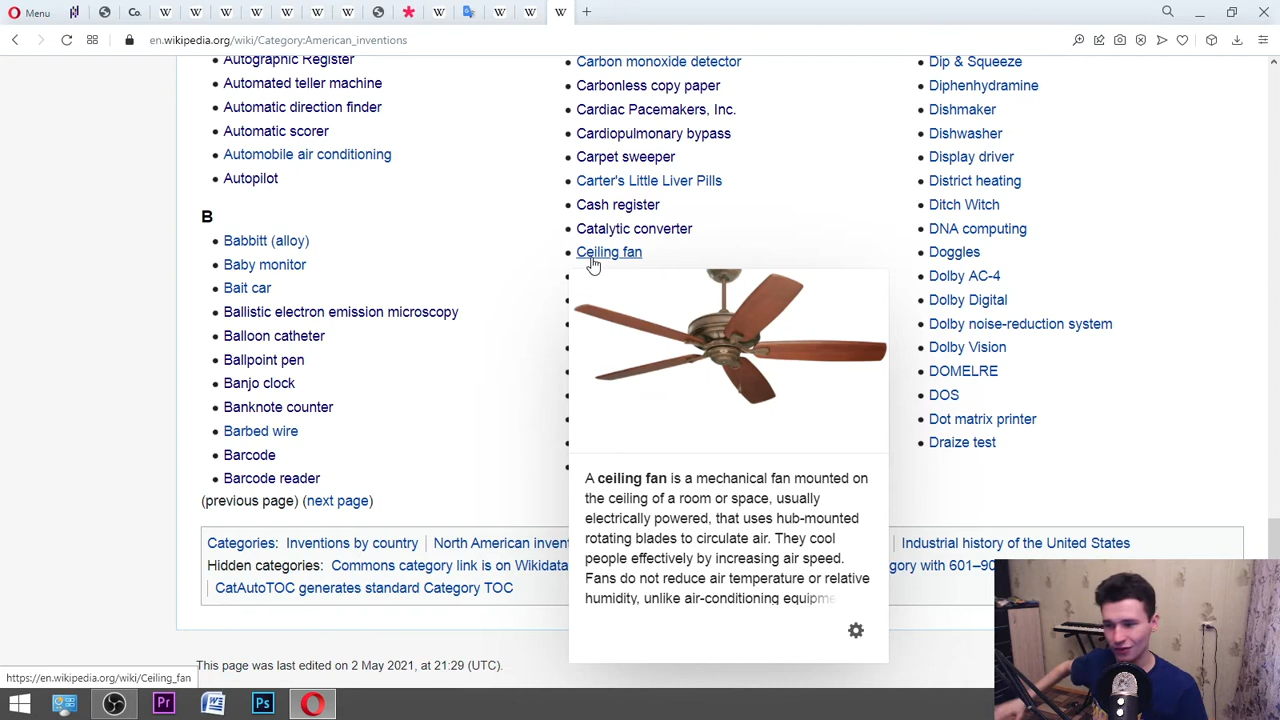 Menu
Co.
en.wikipedia.org/wiki/Category:American_inventions
Autographic Register
Automated teller machine
Automatic direction finder
Automatic scorer
Automobile air conditioning
Autopilot
B
Babbitt (alloy)
Baby monitor
Bait car
Ballistic electron emission microscopy
Balloon catheter
Ballpoint pen
Banjo clock
Banknote counter
Barbed wire
Barcode
Barcode reader
(previous page) (next page)
Carbon monoxide detector
Carbonless copy paper
Cardiac Pacemakers, Inc.
Cardiopulmonary bypass
Carpet sweeper
Carter's Little Liver Pills
Cash register
Catalytic converter
Ceiling fan
A ceiling fan is a mechanical fan mounted on
the ceiling of a room or space, usually
electrically powered, that uses hub-mounted
rotating blades to circulate air. They cool
people effectively by increasing air speed.
Fans do not reduce air temperature or relative
humidity, unlike air-conditioning equipme
Dip & Squeeze
Diphenhydramine
Dishmaker
Dishwasher
Display driver
District heating
Ditch Witch
DNA computing
Doggles
Dolby AC-4
Dolby Digital
Dolby noise-reduction system
Dolby Vision
DOMELRE
DOS
Dot matrix printer
Draize test
Categories: Inventions by country North American inven Industrial history of the United States
Hidden categories: Commons category link is on Wikidata gory with 601–90
CatAutoTOC generates standard Category TOC
This page was last edited on 2 May 2021, at 21:29 (UTC).
https://en.wikipedia.org/wiki/Ceiling_fan
Pr
Ps